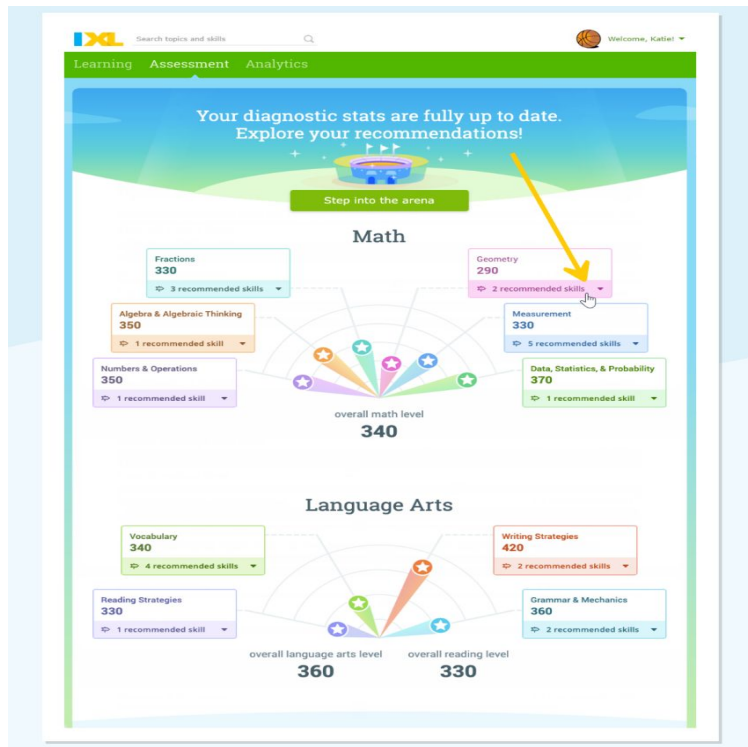 IXL
Search topics and skills
Welcome, Katie!
Learning Assessment Analytics
Your diagnostic stats are fully up to date.
Explore your recommendations!
Step into the arena
Math
Fractions
330
3 recommended skills
Geometry
290
2 recommended skills
Algebra & Algebraic Thinking
350
1 recommended skill
Measurement
330
5 recommended skills
Numbers & Operations
350
1 recommended skill
Data, Statistics, & Probability
370
1 recommended skill
overall math level
340
Language Arts
Vocabulary
340
4 recommended skills
Writing Strategies
420
2 recommended skills
Reading Strategies
330
1 recommended skill
Grammar & Mechanics
360
2 recommended skills
overall language arts level
360
overall reading level
330